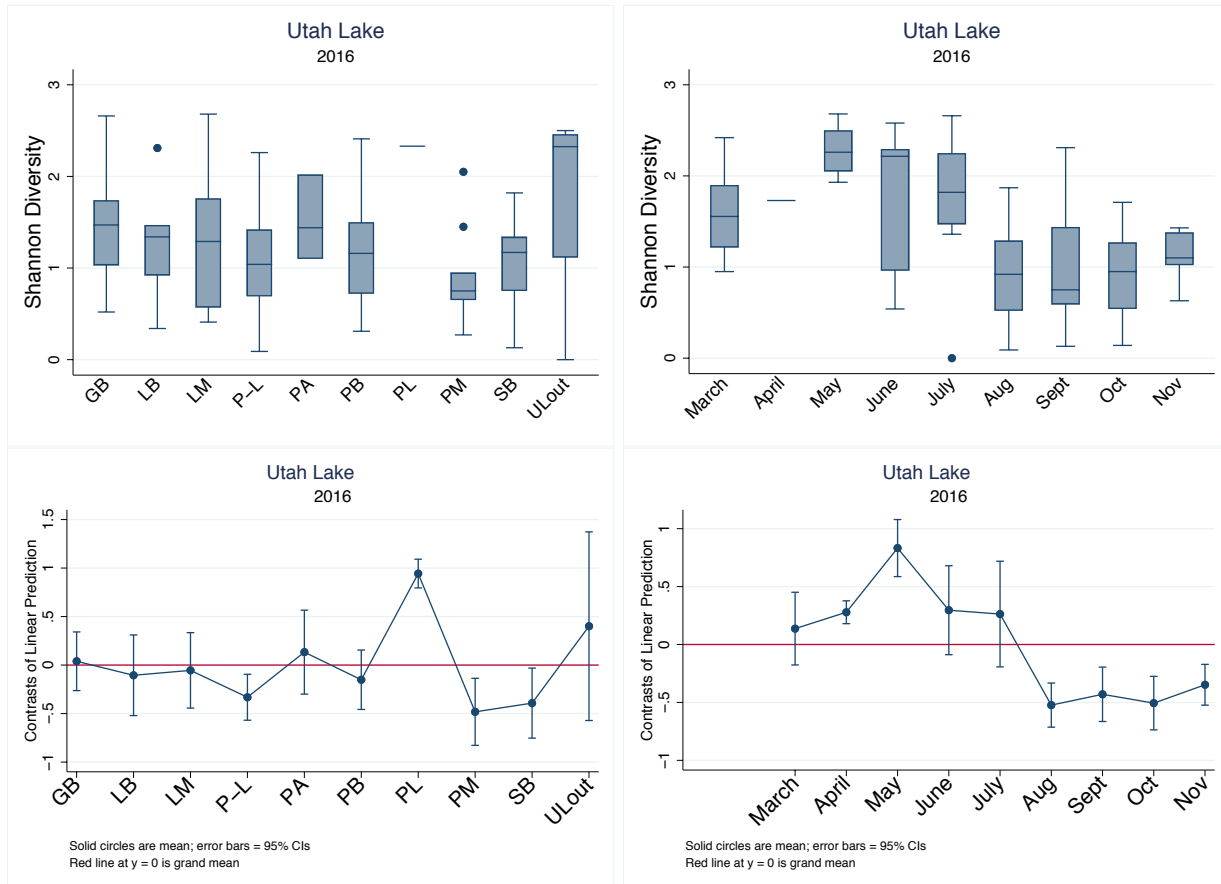 Utah Lake
2016
Shannon Diversity
3
2
1
0
GB LB LM P-L PA PB PL PM SB ULout
Utah Lake
2016
Shannon Diversity
3
2
1
0
March April May June July Aug Sept Oct Nov
Utah Lake
2016
Contrasts of Linear Prediction
1.5
1
.5
0
-.5
-1
GB LB LM P-L PA PB PL PM SB ULout
Solid circles are mean; error bars = 95% CIs
Red line at y = 0 is grand mean
Utah Lake
2016
Contrasts of Linear Prediction
1
.5
0
-.5
-1
March April May June July Aug Sept Oct Nov
Solid circles are mean; error bars = 95% CIs
Red line at y = 0 is grand mean